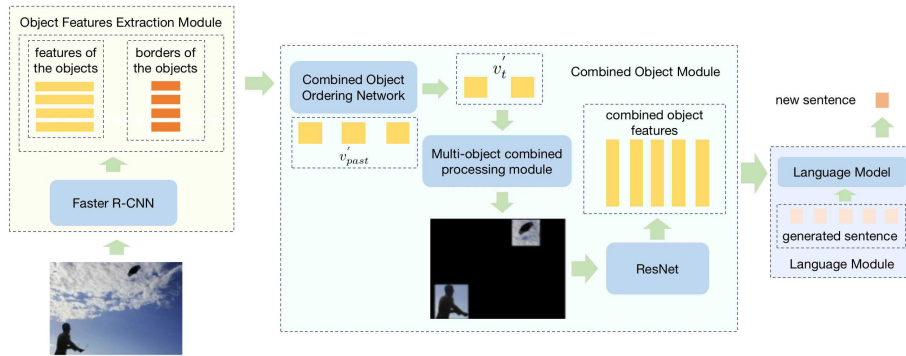 Object Features Extraction Module
features of
the objects
borders of
the objects
Faster R-CNN
Combined Object
Ordering Network
v't
v'past
Multi-object combined
processing module
Combined Object Module
combined object
features
ResNet
new sentence
Language Model
generated sentence
Language Module